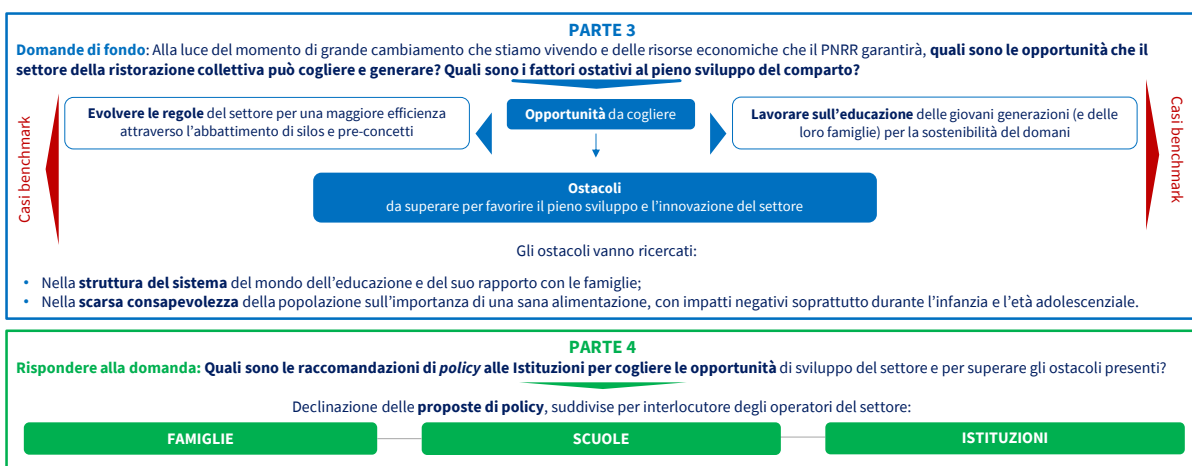 PARTE 3
Domande di fondo: Alla luce del momento di grande cambiamento che stiamo vivendo e delle risorse economiche che il PNRR garantirà, quali sono le opportunità che il
settore della ristorazione collettiva può cogliere e generare? Quali sono i fattori ostativi al pieno sviluppo del comparto?
Casi benchmark
Evolvere le regole del settore per una maggiore efficienza
attraverso l’abbattimento di silos e pre-concetti
Opportunità da cogliere
Lavorare sull’educazione delle giovani generazioni (e delle
loro famiglie) per la sostenibilità del domani
Casi benchmark
Ostacoli
da superare per favorire il pieno sviluppo e l’innovazione del settore
Gli ostacoli vanno ricercati:
• Nella struttura del sistema del mondo dell’educazione e del suo rapporto con le famiglie;
• Nella scarsa consapevolezza della popolazione sull’importanza di una sana alimentazione, con impatti negativi soprattutto durante l’infanzia e l’età adolescenziale.
PARTE 4
Rispondere alla domanda: Quali sono le raccomandazioni di policy alle Istituzioni per cogliere le opportunità di sviluppo del settore e per superare gli ostacoli presenti?
Declinazione delle proposte di policy, suddivise per interlocutore degli operatori del settore:
FAMIGLIE
SCUOLE
ISTITUZIONI